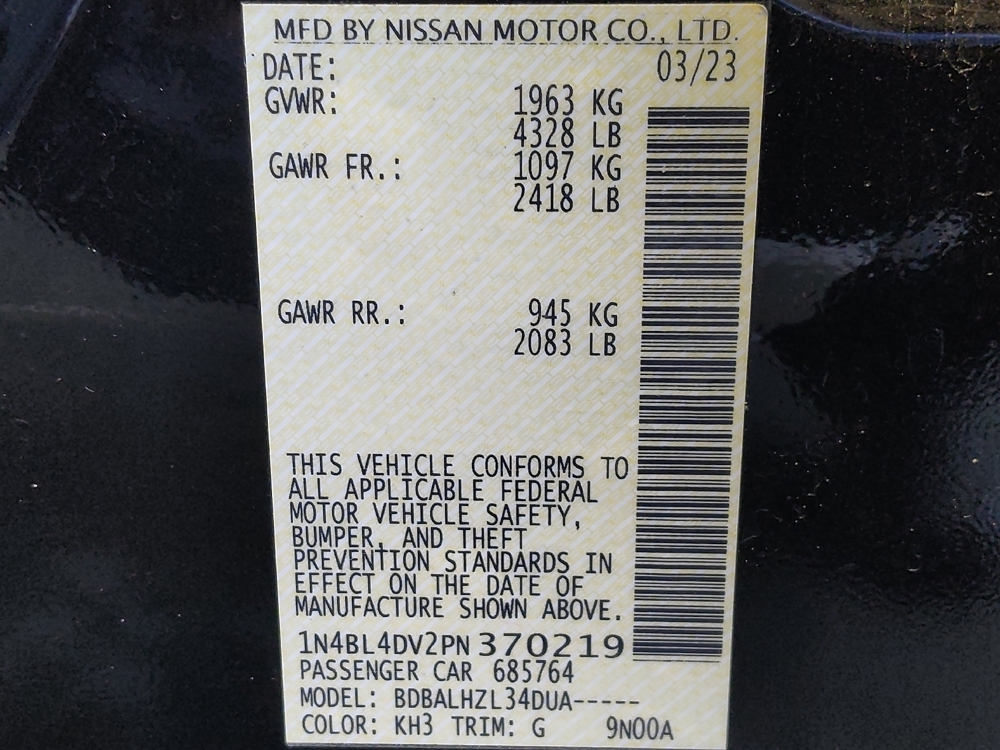 MFD BY NISSAN MOTOR CO., LTD.
DATE: 03/23
GVWR: 1963 KG
4328 LB
GAWR FR.: 1097 KG
2418 LB
GAWR RR.: 945 KG
2083 LB
THIS VEHICLE CONFORMS TO
ALL APPLICABLE FEDERAL
MOTOR VEHICLE SAFETY,
BUMPER, AND THEFT
PREVENTION STANDARDS IN
EFFECT ON THE DATE OF
MANUFACTURE SHOWN ABOVE.
1N4BL4DV2PN370219
PASSENGER CAR 685764
MODEL: BDBALHZL34DUA-----
COLOR: KH3 TRIM: G 9N00A